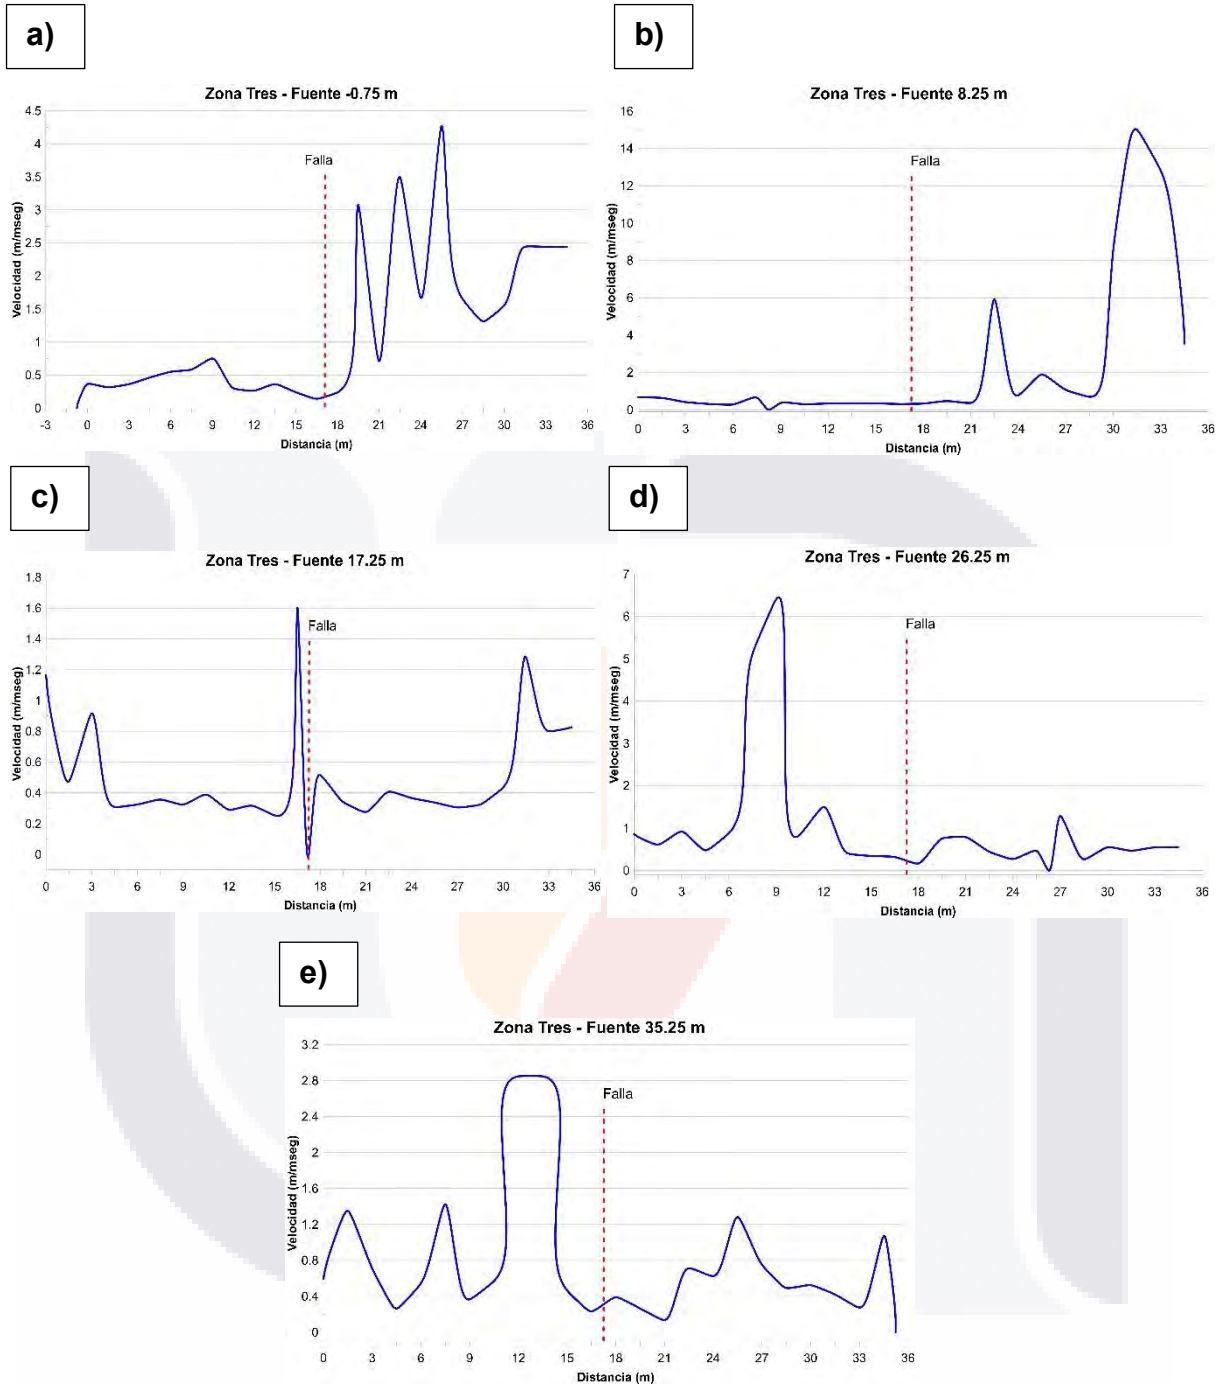 a)
Zona Tres - Fuente -0.75 m
4.5
4
3.5
3
2.5
2
1.5
1
0.5
0
Velocidad (m/mseg)
Falla
-3 0 3 6 9 12 15 18 21 24 27 30 33 36
Distancia (m)
b)
Zona Tres - Fuente 8.25 m
16
14
12
10
8
6
4
2
0
Velocidad (m/mseg)
Falla
0 3 6 9 12 15 18 21 24 27 30 33 36
Distancia (m)
c)
Zona Tres - Fuente 17.25 m
1.8
1.6
1.4
1.2
1
0.8
0.6
0.4
0.2
0
Velocidad (m/mseg)
Falla
0 3 6 9 12 15 18 21 24 27 30 33 36
Distancia (m)
d)
Zona Tres - Fuente 26.25 m
7
6
5
4
3
2
1
0
Velocidad (m/mseg)
Falla
0 3 6 9 12 15 18 21 24 27 30 33 36
Distancia (m)
e)
Zona Tres - Fuente 35.25 m
3.2
2.8
2.4
2
1.6
1.2
0.8
0.4
0
Velocidad (m/mseg)
Falla
0 3 6 9 12 15 18 21 24 27 30 33 36
Distancia (m)